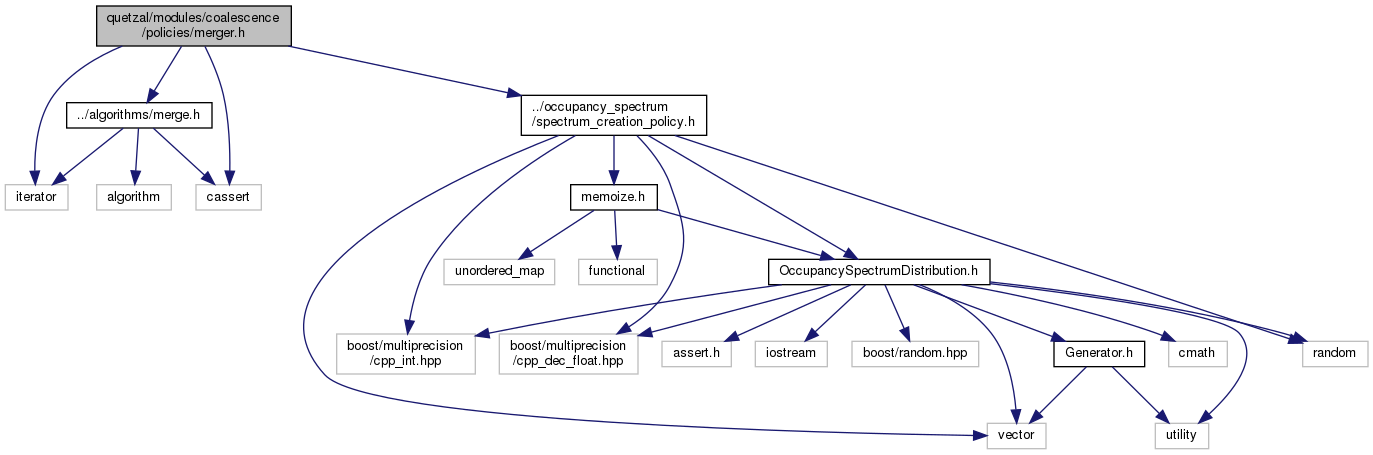 quetzal/modules/coalescence
/policies/merger.h
../algorithms/merge.h
../occupancy_spectrum
/spectrum_creation_policy.h
iterator
algorithm
cassert
memoize.h
unordered_map
functional
OccupancySpectrumDistribution.h
boost/multiprecision
/cpp_int.hpp
boost/multiprecision
/cpp_dec_float.hpp
assert.h
iostream
boost/random.hpp
Generator.h
cmath
random
vector
utility